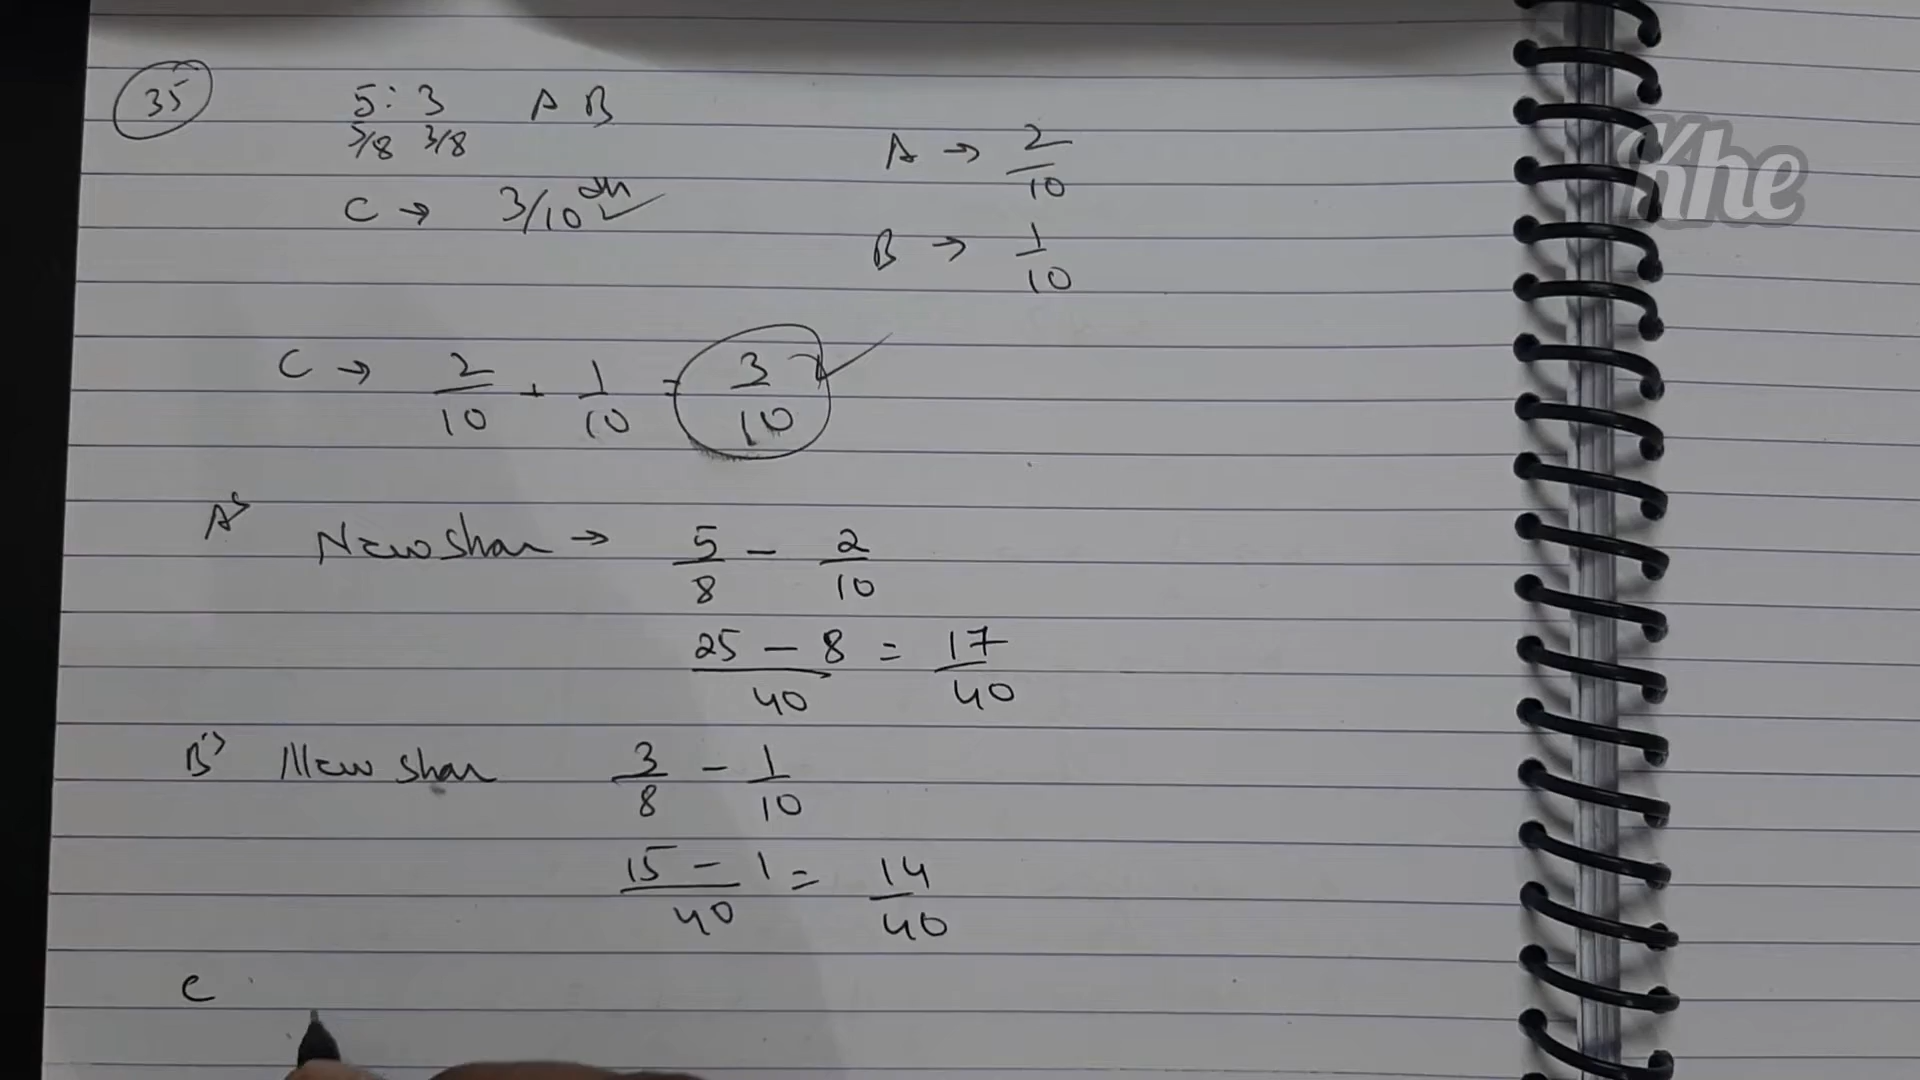 35 5 : 3 A B
5/8 3/8
C → 3/10th
A → 2/10
B → 1/10
Khe
C → 2/10 + 1/10 = 3/10
A's New Share → 5/8 - 2/10
25 - 8 / 40 = 17/40
B's New Share 3/8 - 1/10
15 - 1 / 40 = 14/40
C